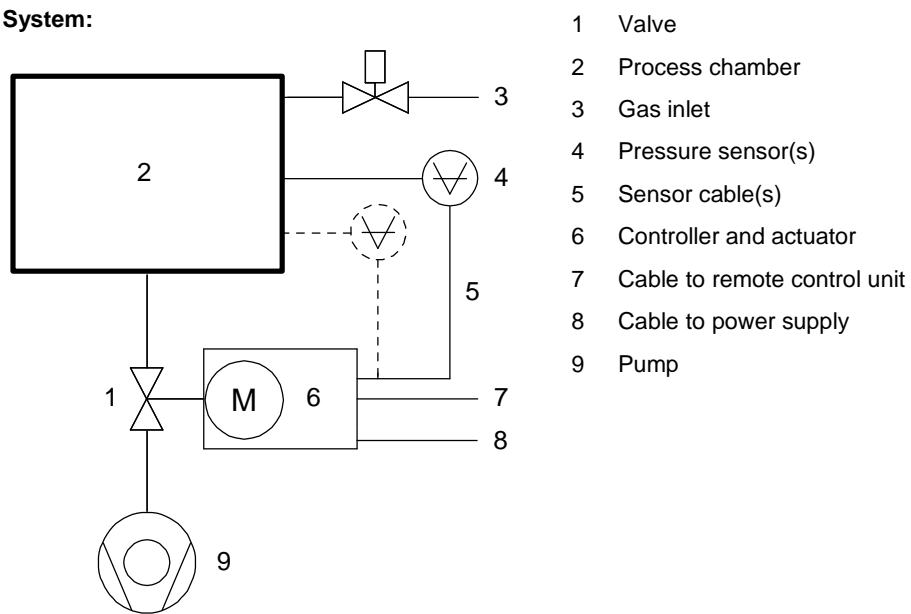 System:
1 Valve
2 Process chamber
3 Gas inlet
4 Pressure sensor(s)
5 Sensor cable(s)
6 Controller and actuator
7 Cable to remote control unit
8 Cable to power supply
9 Pump
3
2
4
5
1
M
6
7
8
9